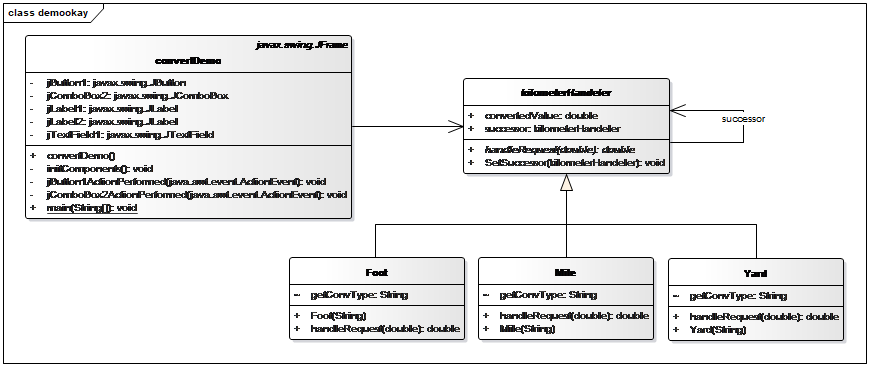 class demookay
javax.swing.JFrame
convertDemo
- jButton1: javax.swing.JButton
- jComboBox2: javax.swing.JComboBox
- jLabel1: javax.swing.JLabel
- jLabel2: javax.swing.JLabel
- jTextField1: javax.swing.JTextField
+ convertDemo()
- initComponents(): void
- jButton1ActionPerformed(java.awt.event.ActionEvent): void
- jComboBox2ActionPerformed(java.awt.event.ActionEvent): void
+ main(String[]): void
kilometerHandeler
+ convertedValue: double
+ successor: kilometerHandeler
+ handleRequest(double): double
+ SetSuccessor(kilometerHandeler): void
successor
Foot
~ getConvType: String
+ Foot(String)
+ handleRequest(double): double
Mile
~ getConvType: String
+ handleRequest(double): double
+ Mile(String)
Yard
~ getConvType: String
+ handleRequest(double): double
+ Yard(String)